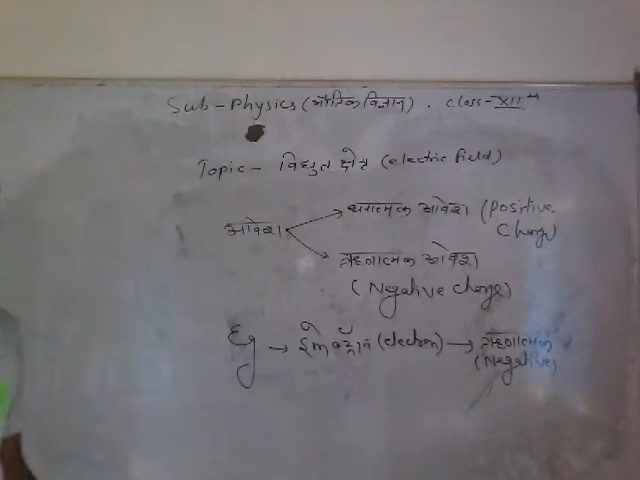 Sub - Physics (भौतिक विज्ञान) . Class - XII th
Topic - विधुत क्षेत्र (electric field)
आवेश
धनात्मक आवेश (Positive
Charge)
ऋणात्मक आवेश
(Negative charge)
Eg → इलेक्ट्रॉन (electron) → ऋणात्मक
(Negative)